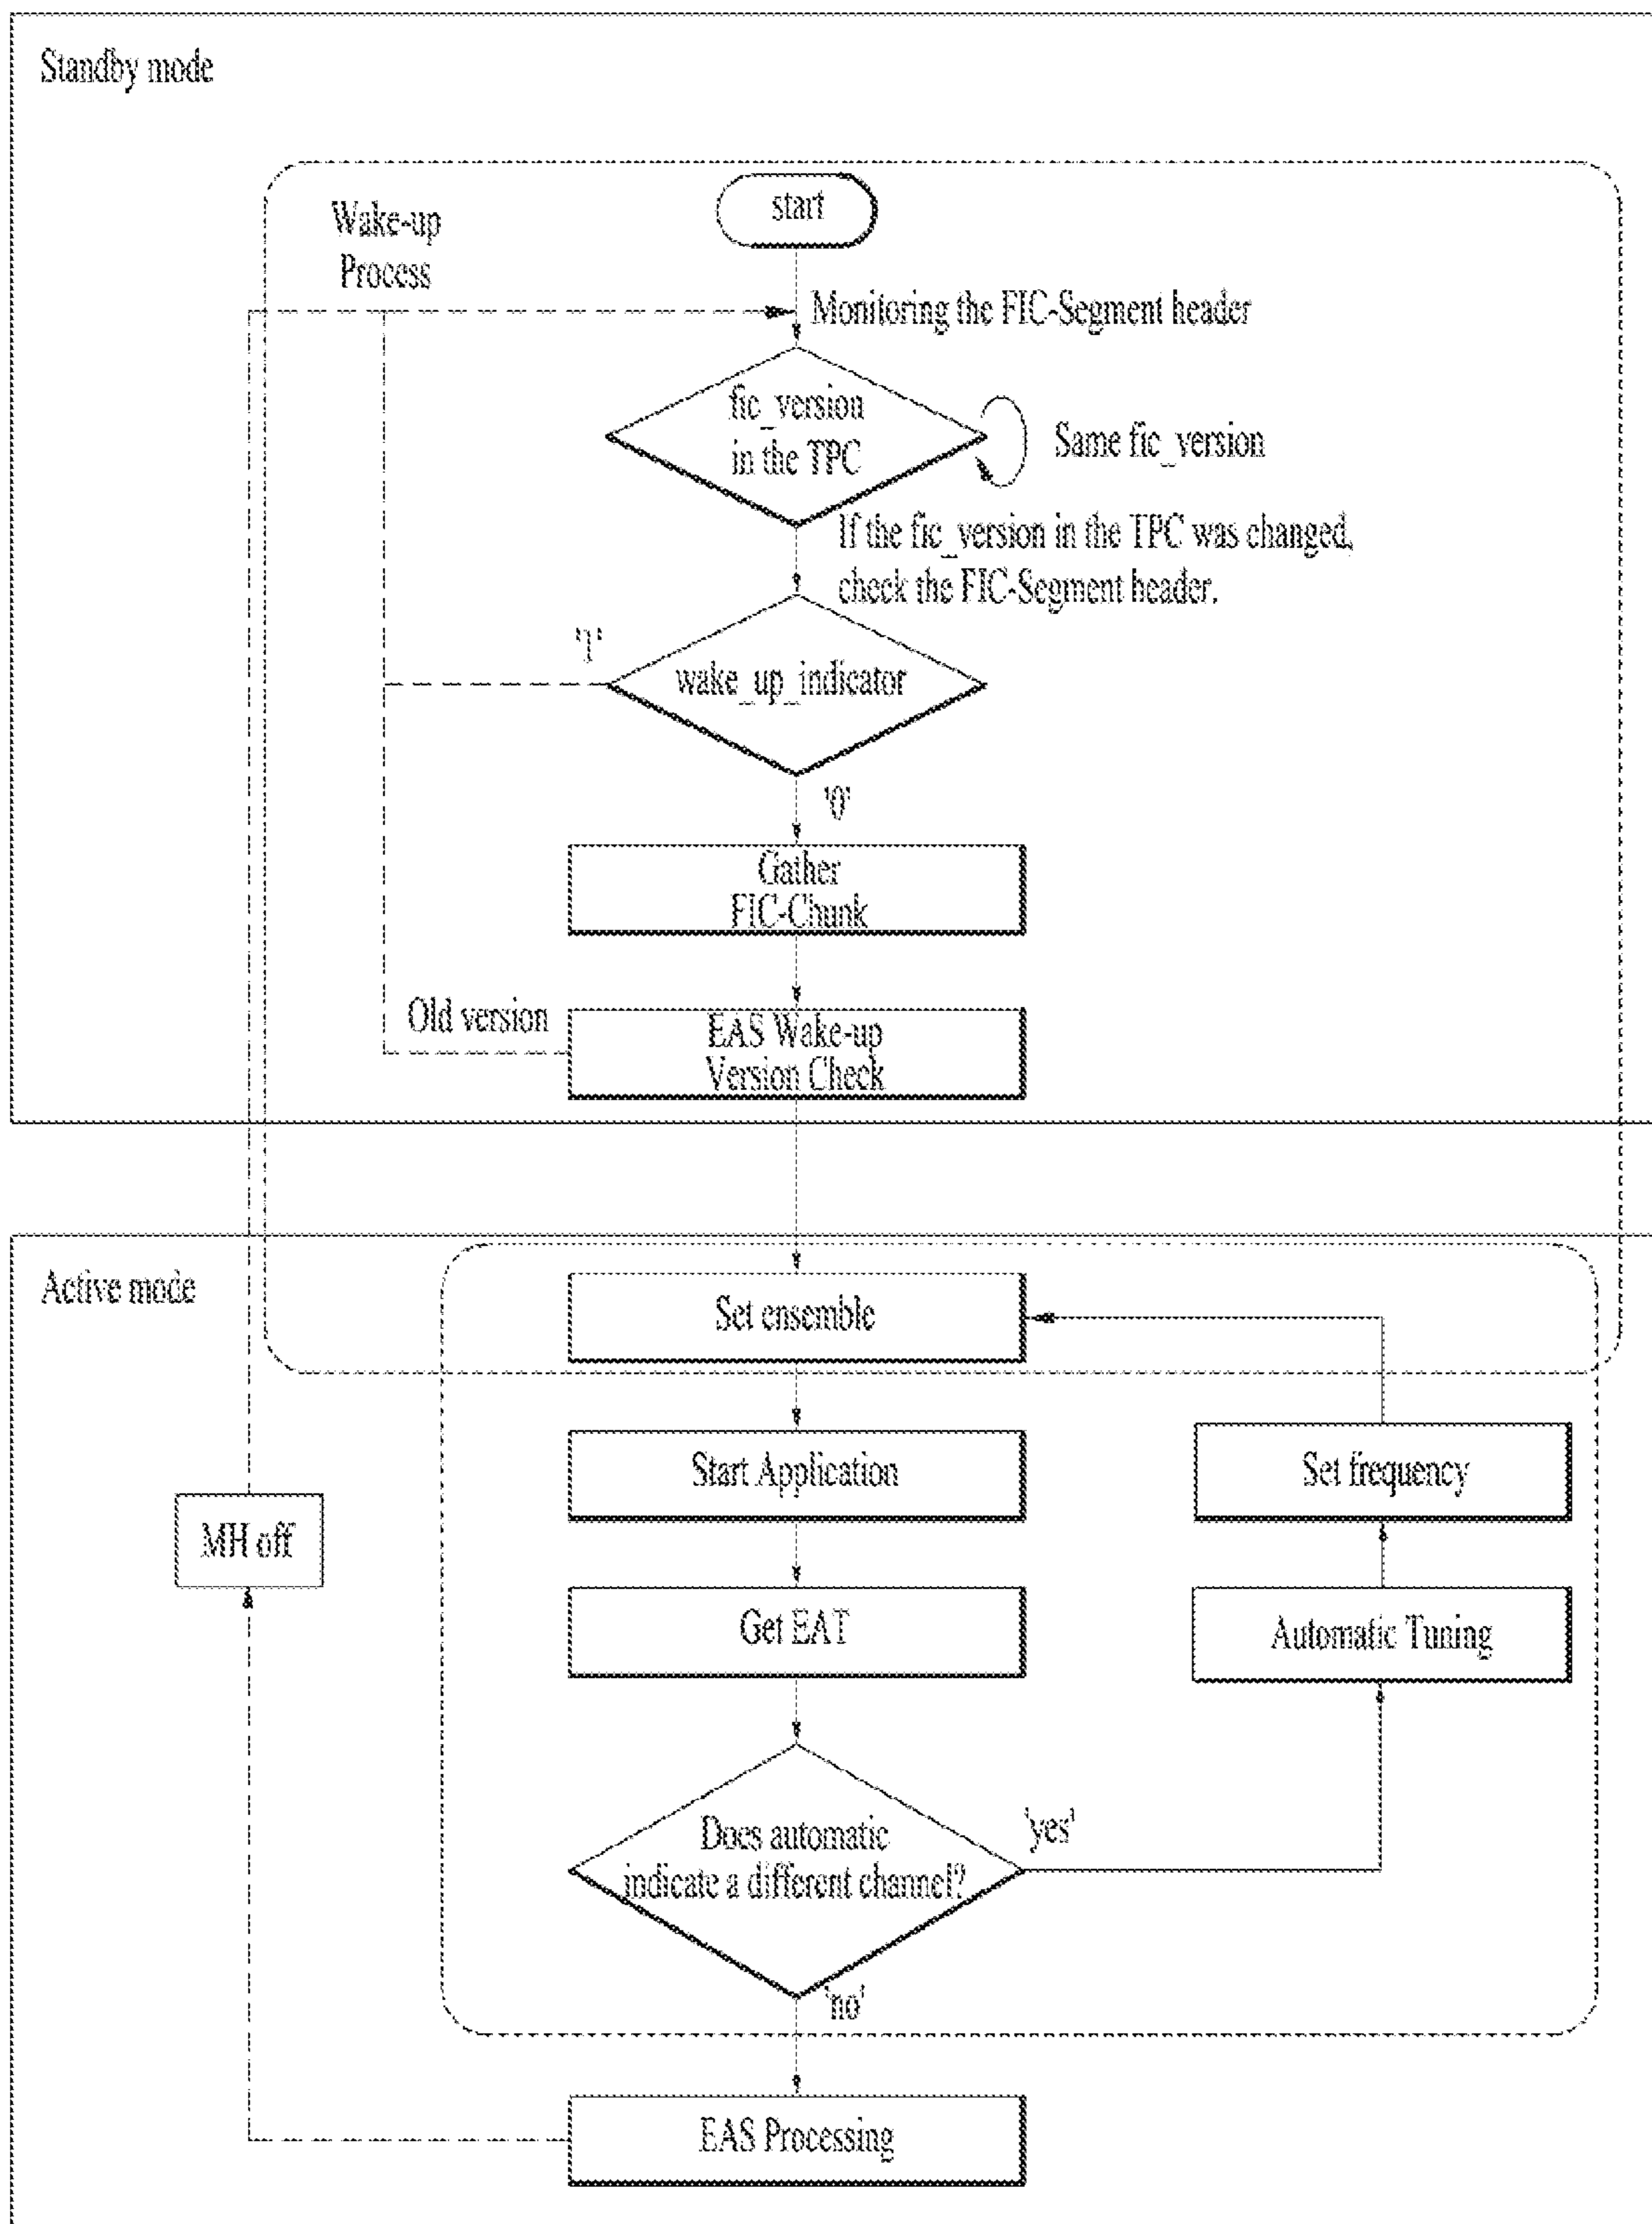 Standby mode
start
Wake-up
Process
Monitoring the FIC-Segment header
fic_version
in the TPC
Same fic_version
If the fic_version in the TPC was changed,
check the FIC-Segment header.
'1'
wake_up_indicator
'0'
Gather
FIC-Chunk
Old version
EAS Wake-up
Version Check
Active mode
Set ensemble
Start Application
Set frequency
MH off
Get EAT
Automatic Tuning
Does automatic
indicate a different channel?
'yes'
'no'
EAS Processing